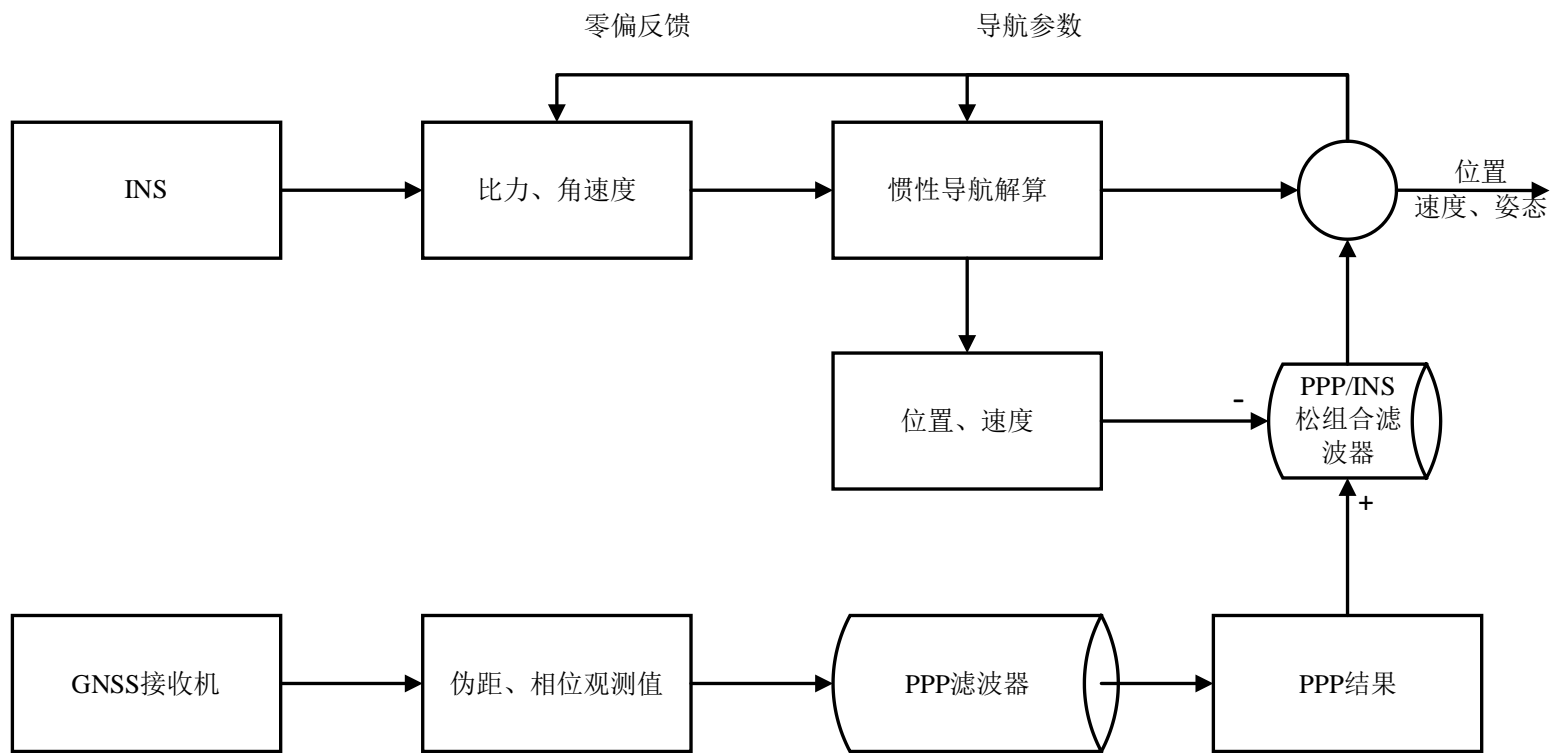 零偏反馈
导航参数
INS
比力、角速度
惯性导航解算
位置
速度、姿态
位置、速度
-
PPP/INS
松组合滤
波器
+
GNSS接收机
伪距、相位观测值
PPP滤波器
PPP结果